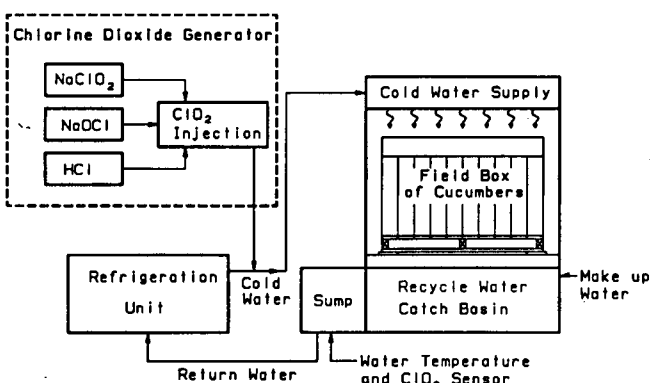 Chlorine Dioxide Generator
NaClO₂
NaOCl
HCl
ClO₂
Injection
Cold Water Supply
Field Box
of Cucumbers
Refrigeration
Unit
Cold
Water
Sump
Recycle Water
Catch Basin
Make up
Water
Return Water
Water Temperature
and ClO₂ Sensor